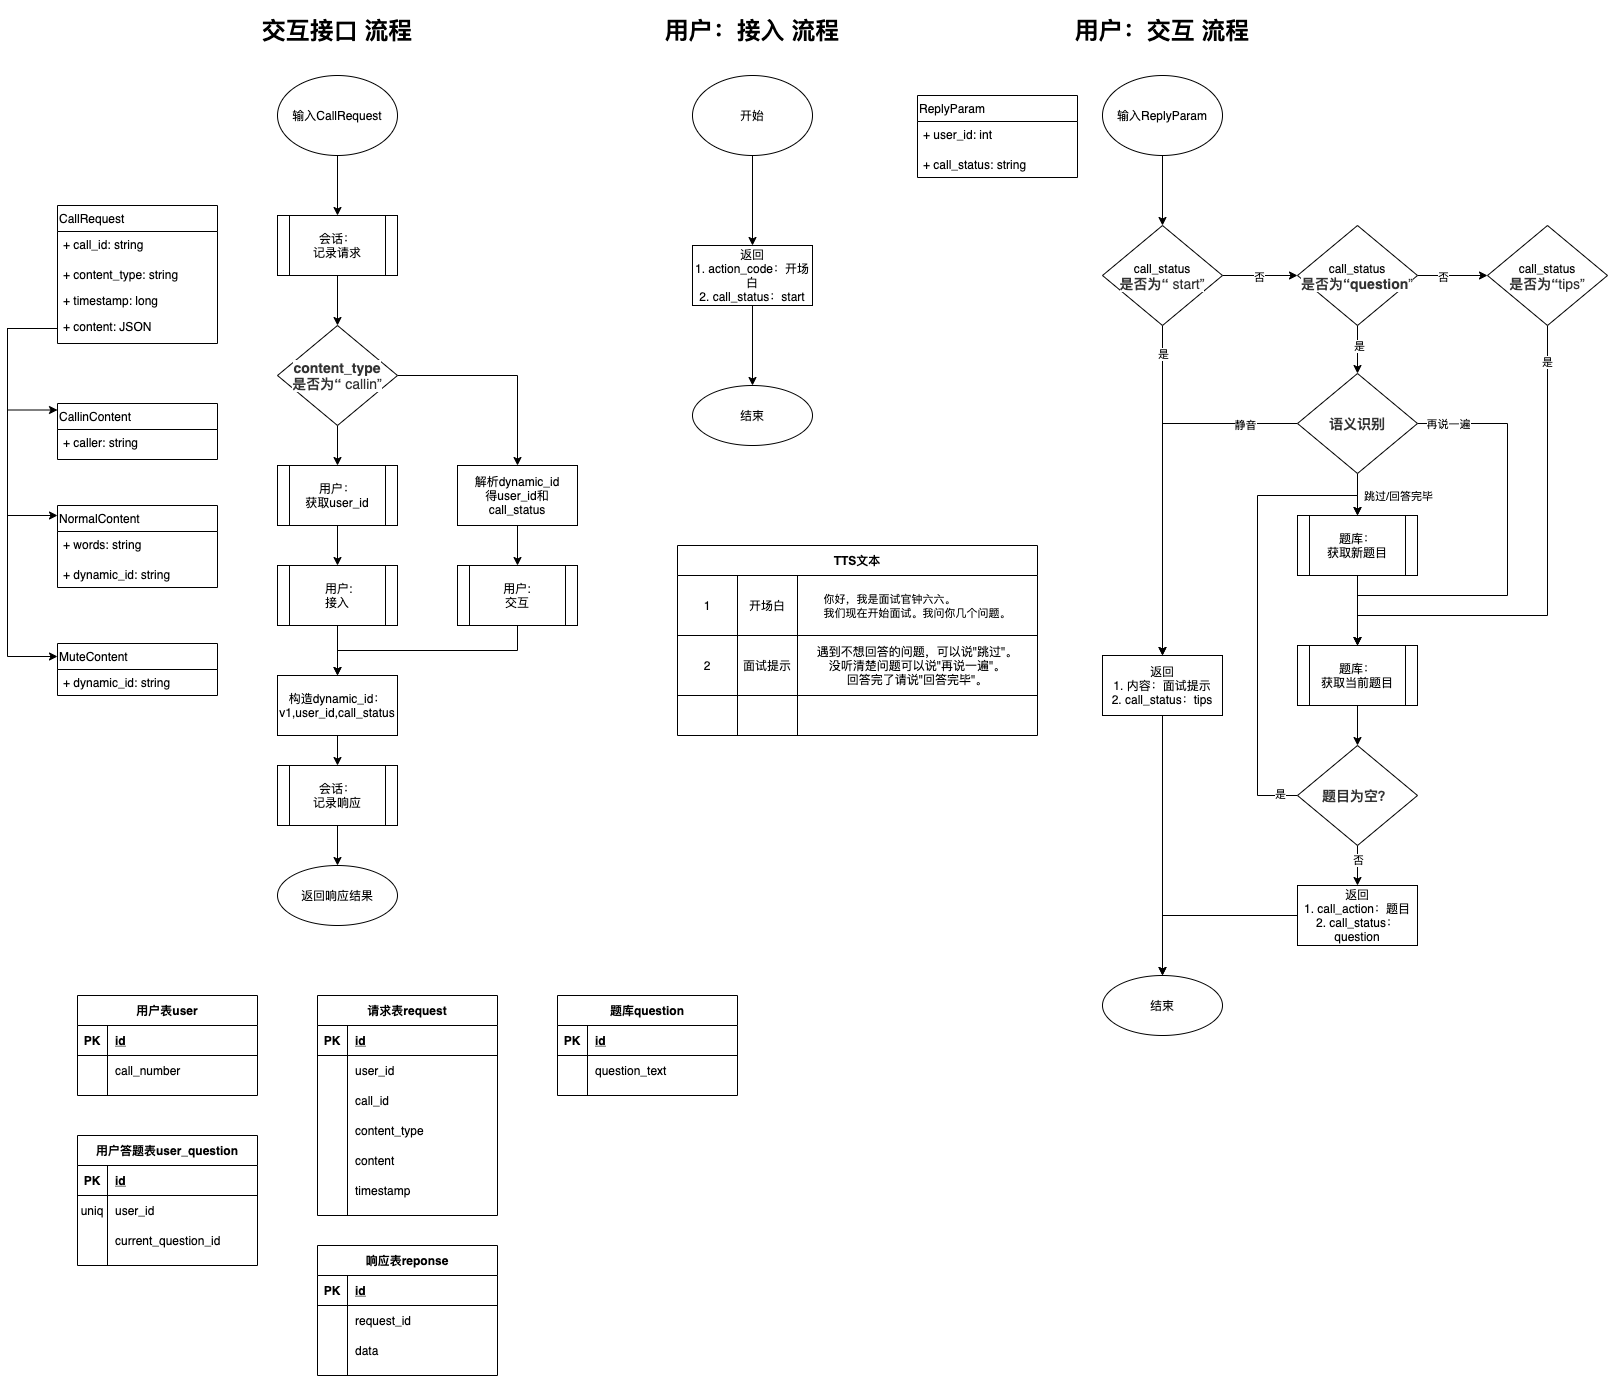 交互接口 流程
输入CallRequest
会话：
记录请求
content_type
是否为“ callin”
用户：
获取user_id
解析dynamic_id
得user_id和
call_status
用户：
接入
用户：
交互
构造dynamic_id：
v1,user_id,call_status
会话：
记录响应
返回响应结果
CallRequest
+ call_id: string
+ content_type: string
+ timestamp: long
+ content: JSON
CallinContent
+ caller: string
NormalContent
+ words: string
+ dynamic_id: string
MuteContent
+ dynamic_id: string
用户：接入 流程
开始
返回
1. action_code：开场
白
2. call_status：start
结束
TTS文本
1
开场白
你好，我是面试官钟六六。
我们现在开始面试。我问你几个问题。
2
面试提示
遇到不想回答的问题，可以说"跳过"。
没听清楚问题可以说"再说一遍"。
回答完了请说"回答完毕"。
用户：交互 流程
ReplyParam
+ user_id: int
+ call_status: string
输入ReplyParam
call_status
是否为“ start”
否
call_status
是否为“question”
否
call_status
是否为“tips”
是
是
是
静音
语义识别
再说一遍
跳过/回答完毕
题库：
获取新题目
题库：
获取当前题目
返回
1. 内容：面试提示
2. call_status：tips
题目为空?
是
否
返回
1. call_action：题目
2. call_status：
question
结束
用户表user
PK
id
call_number
用户答题表user_question
PK
id
uniq
user_id
current_question_id
请求表request
PK
id
user_id
call_id
content_type
content
timestamp
响应表reponse
PK
id
request_id
data
题库question
PK
id
question_text